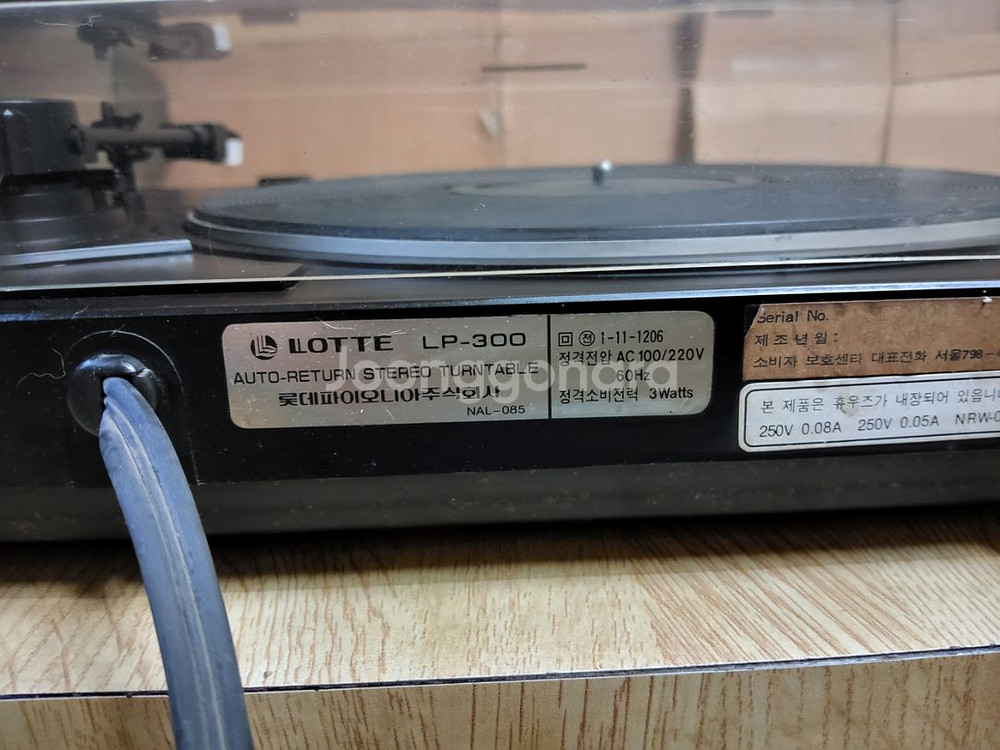 LOTTE LP-300
AUTO-RETURN STEREO TURNTABLE
롯데파이오니아주식회사
NAL-085
전 1-11-1206
정격전압 AC 100/220V
60Hz
정격소비전력 3Watts
Serial No.
제조년월:
소비자 보호센타 대표전화 서울798-
본 제품은 휴우즈가 내장되어 있읍니
250V 0.08A 250V 0.05A NRW-
Joonggonara